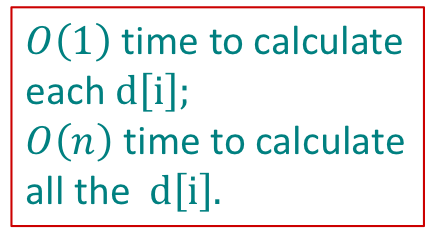 O(1) time to calculate
each d[i];
O(n) time to calculate
all the d[i].